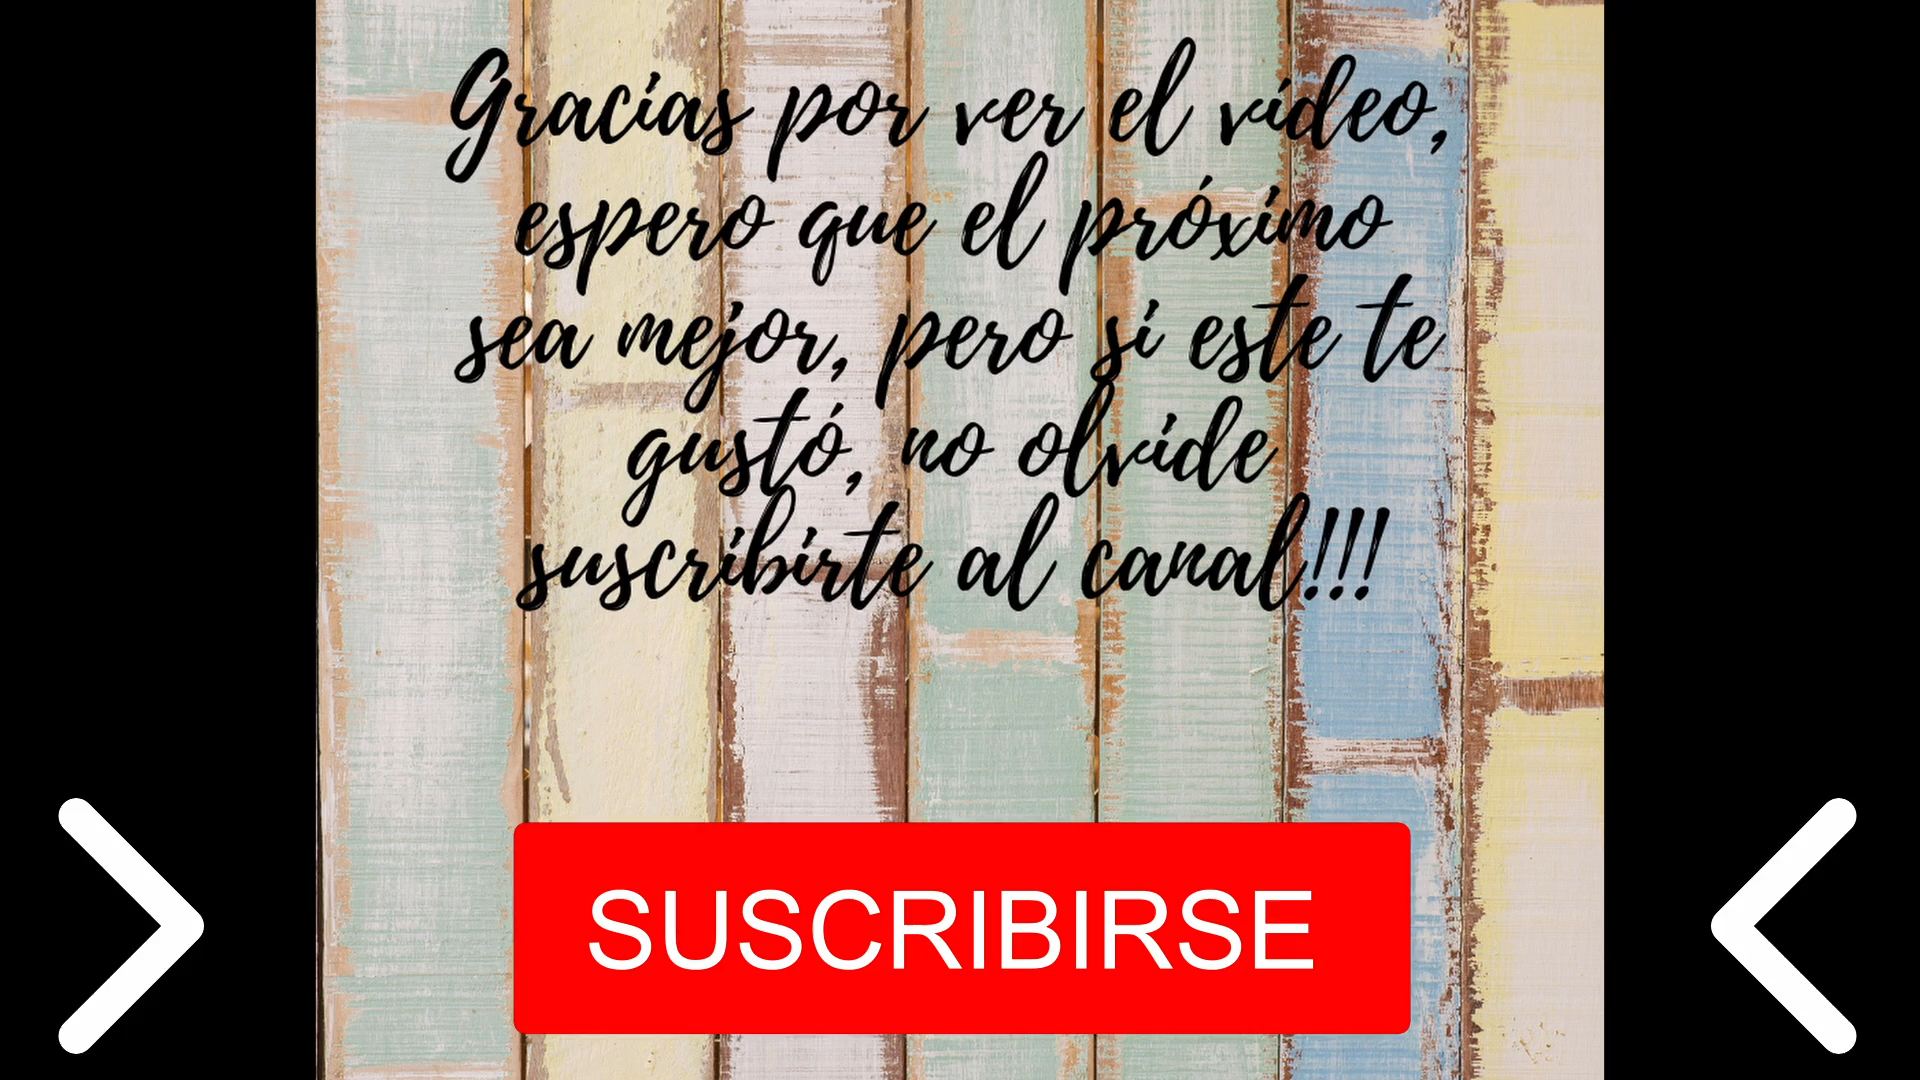 Gracias por ver el video,
espero que el próximo
sea mejor, pero si este te
gustó, no olvide
suscribirte al canal!!!
SUSCRIBIRSE